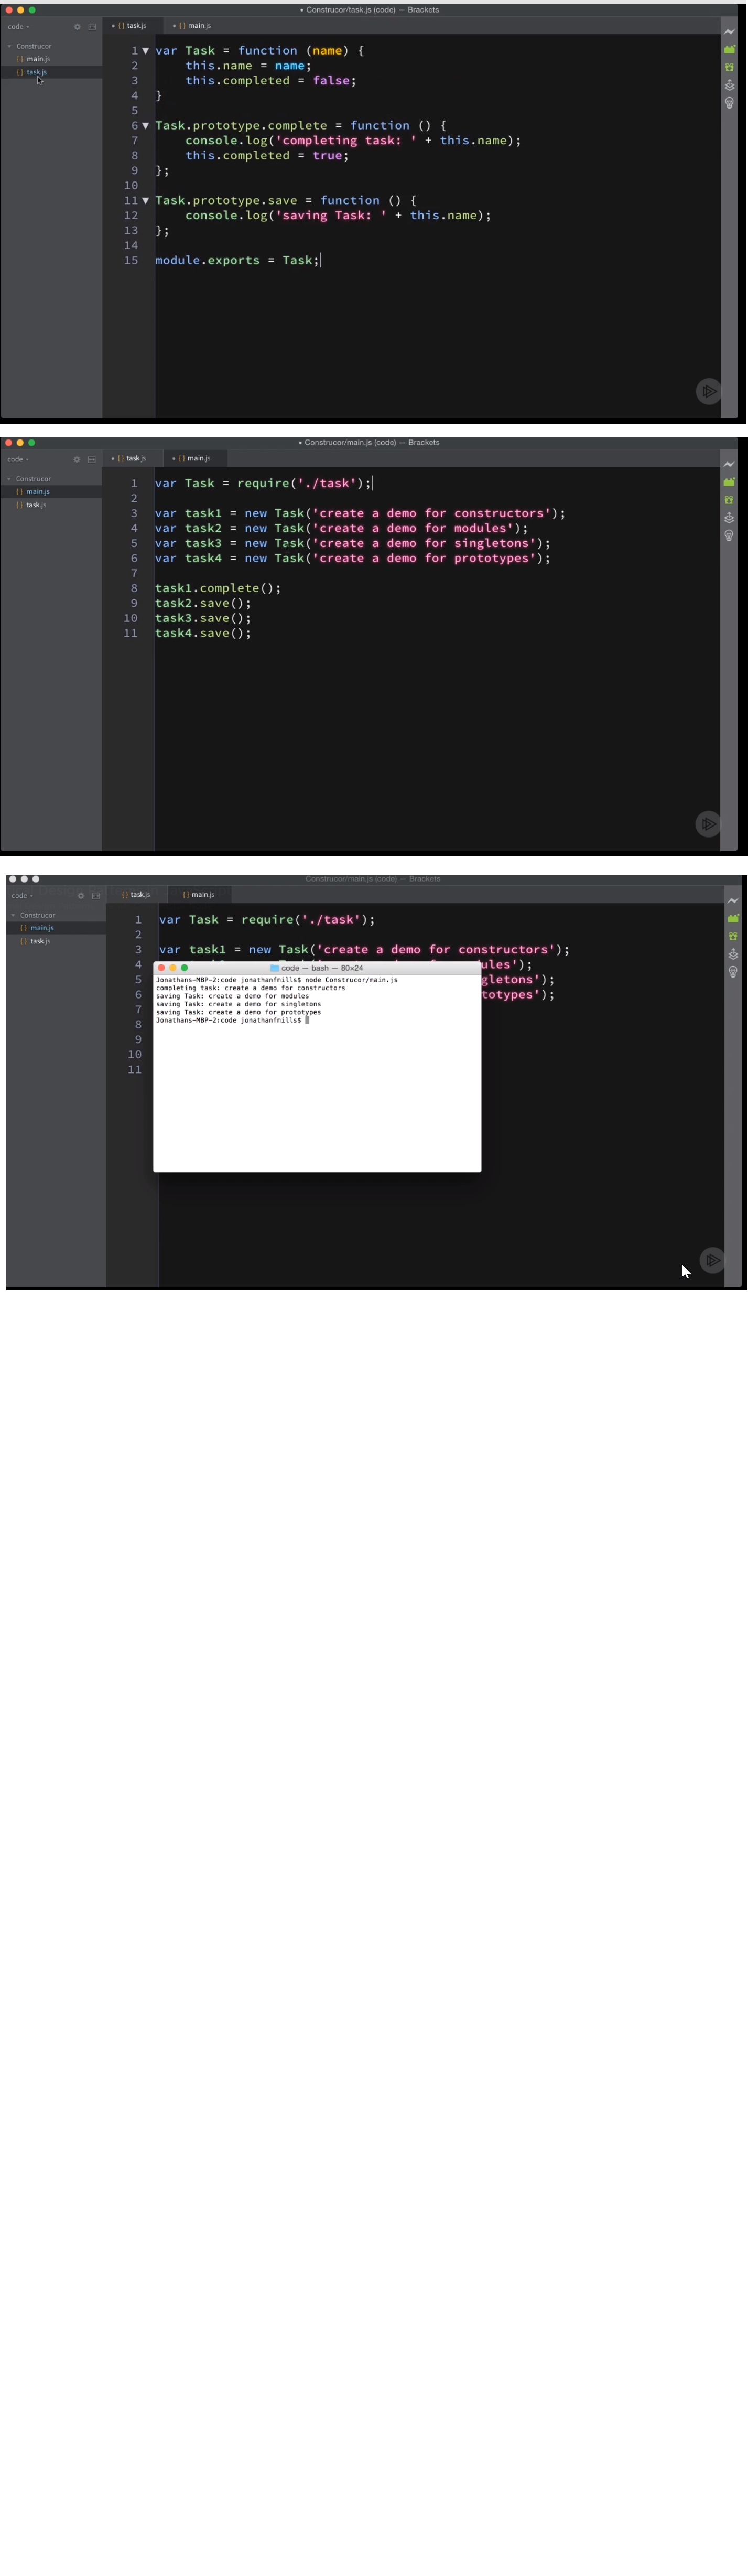 Construcor/task.js (code) — Brackets
code
task.js
main.js
Construcor
main.js
task.js
1 var Task = function (name) {
2 this.name = name;
3 this.completed = false;
4 }
5
6 Task.prototype.complete = function () {
7 console.log('completing task: ' + this.name);
8 this.completed = true;
9 };
10
11 Task.prototype.save = function () {
12 console.log('saving Task: ' + this.name);
13 };
14
15 module.exports = Task;
Construcor/main.js (code) — Brackets
code
task.js
main.js
Construcor
main.js
task.js
1 var Task = require('./task');
2
3 var task1 = new Task('create a demo for constructors');
4 var task2 = new Task('create a demo for modules');
5 var task3 = new Task('create a demo for singletons');
6 var task4 = new Task('create a demo for prototypes');
7
8 task1.complete();
9 task2.save();
10 task3.save();
11 task4.save();
Construcor/main.js (code) — Brackets
code
task.js
main.js
Construcor
main.js
task.js
1 var Task = require('./task');
2
3 var task1 = new Task('create a demo for constructors');
4 ules');
5 gletons');
6 totypes');
7
8
9
10
11
code — bash — 80×24
Jonathans-MBP-2:code jonathanfmills$ node Construcor/main.js
completing task: create a demo for constructors
saving Task: create a demo for modules
saving Task: create a demo for singletons
saving Task: create a demo for prototypes
Jonathans-MBP-2:code jonathanfmills$